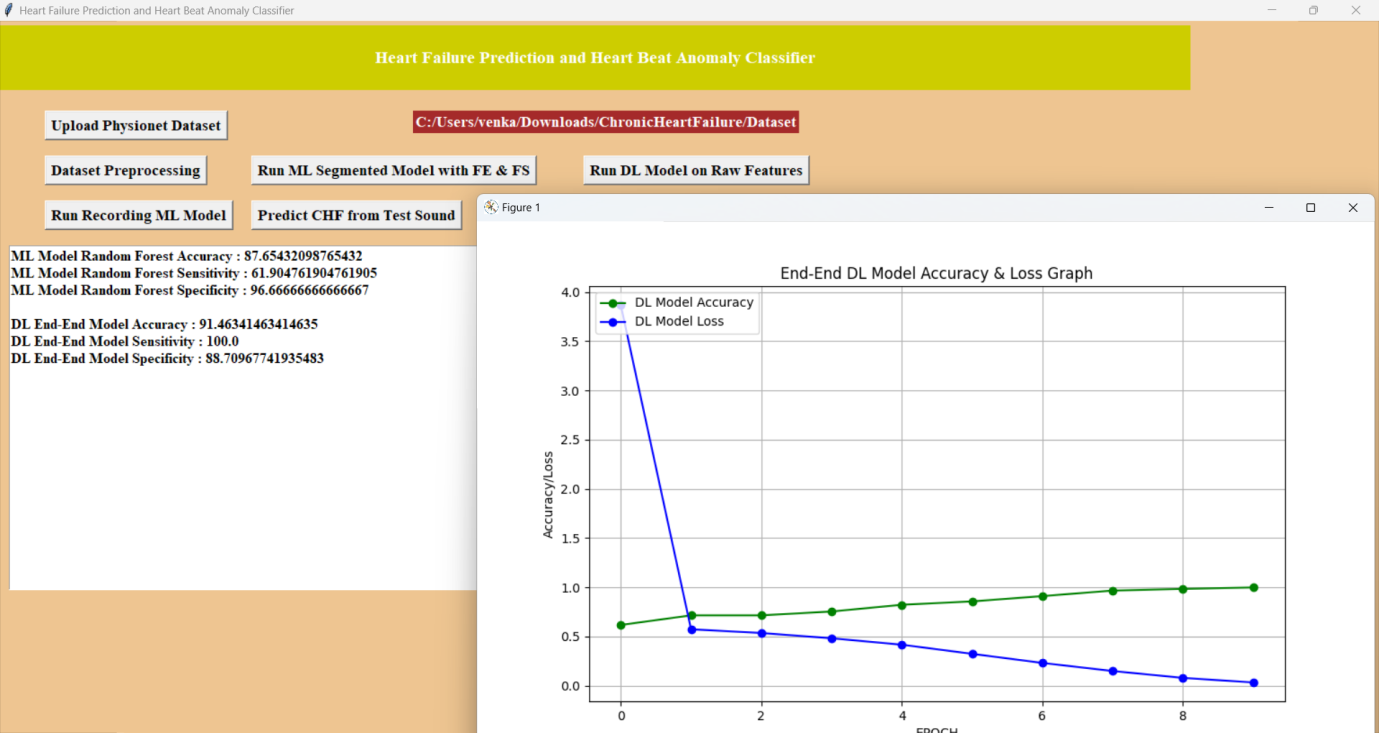 Heart Failure Prediction and Heart Beat Anomaly Classifier
Heart Failure Prediction and Heart Beat Anomaly Classifier
Upload Physionet Dataset
C:/Users/venka/Downloads/ChronicHeartFailure/Dataset
Dataset Preprocessing
Run ML Segmented Model with FE & FS
Run DL Model on Raw Features
Run Recording ML Model
Predict CHF from Test Sound
ML Model Random Forest Accuracy : 87.65432098765432
ML Model Random Forest Sensitivity : 61.904761904761905
ML Model Random Forest Specificity : 96.66666666666667
DL End-End Model Accuracy : 91.46341463414635
DL End-End Model Sensitivity : 100.0
DL End-End Model Specificity : 88.70967741935483
Figure 1
End-End DL Model Accuracy & Loss Graph
DL Model Accuracy
DL Model Loss
Accuracy/Loss
4.0
3.5
3.0
2.5
2.0
1.5
1.0
0.5
0.0
0 2 4 6 8
EPOCH